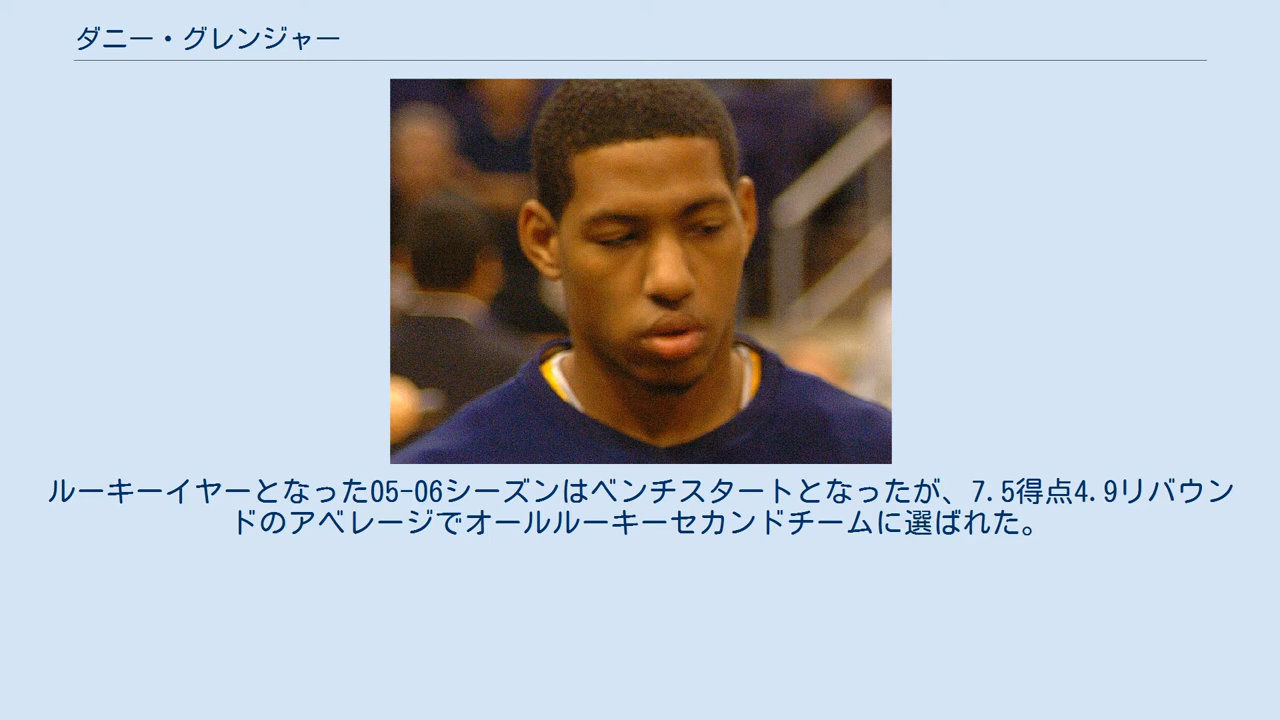 ダニー・グレンジャー
ルーキーイヤーとなった05-06シーズンはベンチスタートとなったが、7.5得点4.9リバウン
ドのアベレージでオールルーキーセカンドチームに選ばれた。